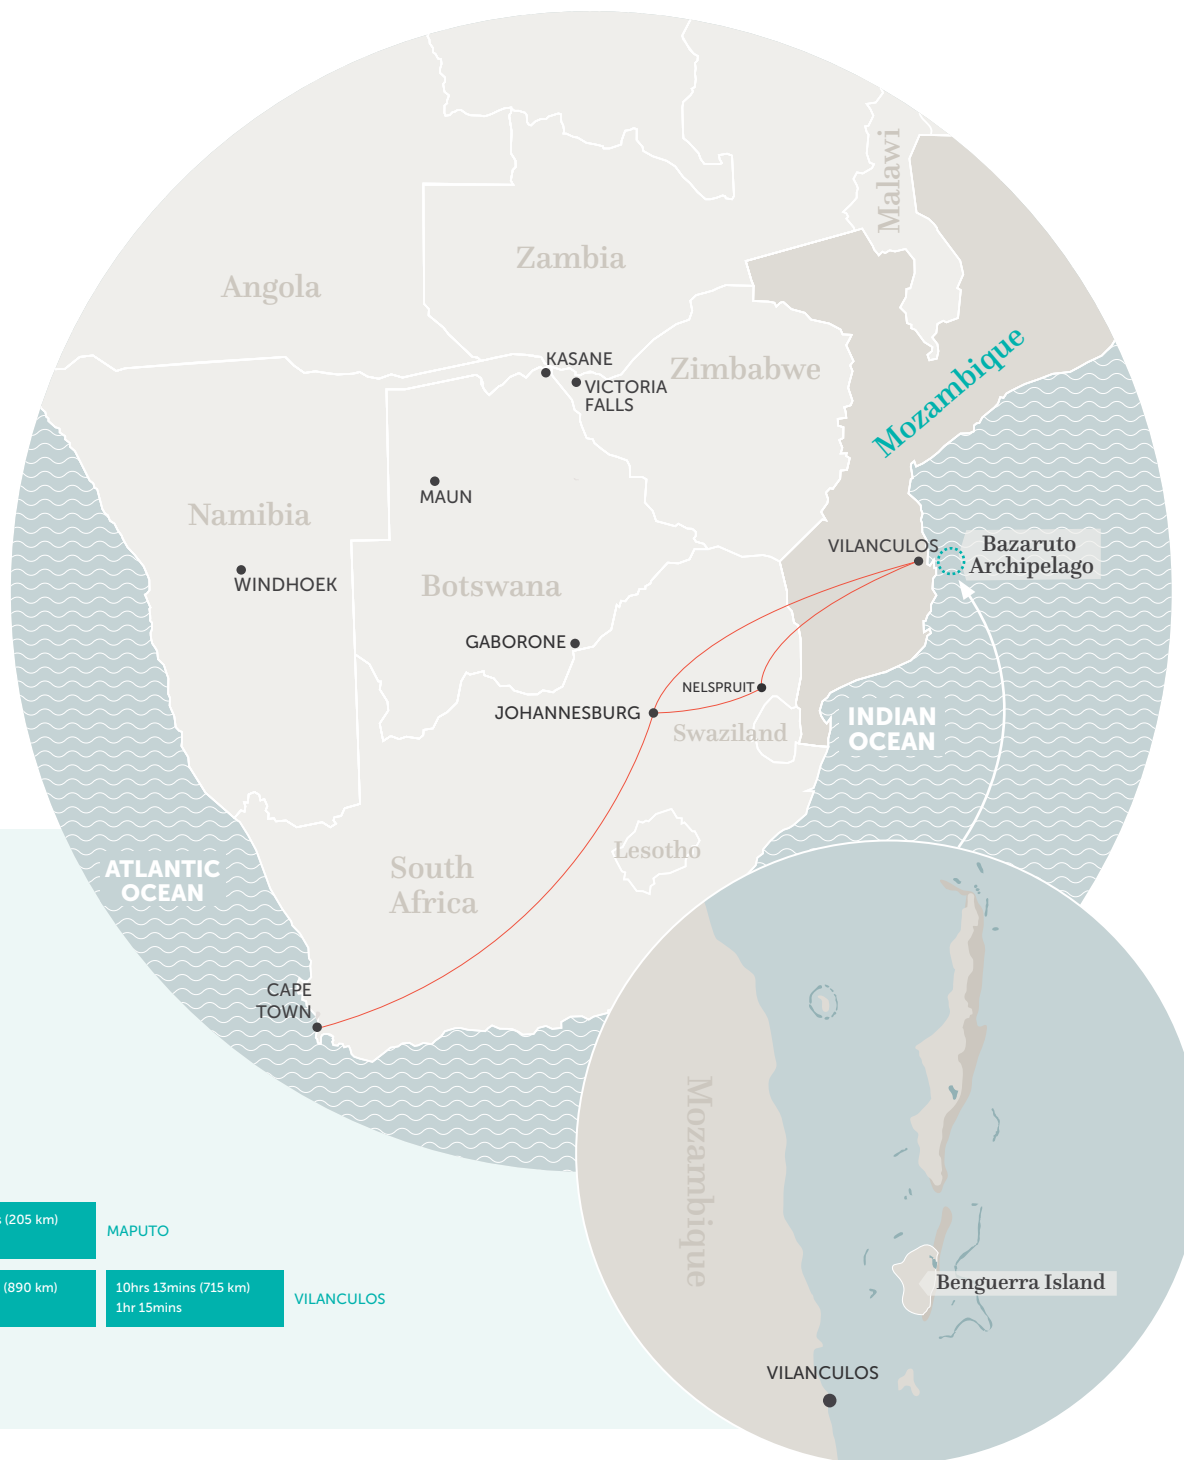 Malawi
Zambia
Angola
Mozambique
KASANE
Zimbabwe
VICTORIA
FALLS
MAUN
Namibia
VILANCULOS
Bazaruto
Archipelago
WINDHOEK
Botswana
GABORONE
NELSPRUIT
JOHANNESBURG
Swaziland
INDIAN
OCEAN
Lesotho
South
Africa
ATLANTIC
OCEAN
CAPE
TOWN
Mozambique
(205 km)
MAPUTO
(890 km)
10hrs 13mins (715 km)
1hr 15mins
VILANCULOS
Benguerra Island
VILANCULOS